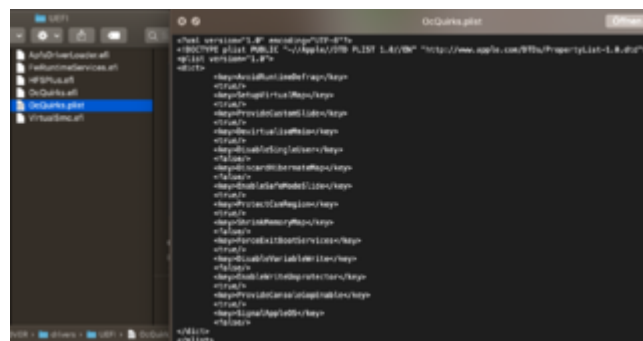 UEFI
ApfsDriverLoader.efi
FwRuntimeServices.efi
HFSPlus.efi
OcQuirks.efi
OcQuirks.plist
VirtualSmc.efi
drivers › UEFI › OcQuirks
OcQuirks.plist
<?xml version="1.0" encoding="UTF-8"?>
<!DOCTYPE plist PUBLIC "-//Apple//DTD PLIST 1.0//EN" "http://www.apple.com/DTDs/PropertyList-1.0.dtd">
<plist version="1.0">
<dict>
<key>AvoidRuntimeDefrag</key>
<true/>
<key>SetupVirtualMap</key>
<true/>
<key>ProvideCustomSlide</key>
<true/>
<key>DevirtualiseMmio</key>
<true/>
<key>DisableSingleUser</key>
<false/>
<key>DiscardHibernateMap</key>
<false/>
<key>EnableSafeModeSlide</key>
<true/>
<key>ProtectCsmRegion</key>
<true/>
<key>ShrinkMemoryMap</key>
<false/>
<key>ForceExitBootServices</key>
<true/>
<key>DisableVariableWrite</key>
<false/>
<key>EnableWriteUnprotector</key>
<true/>
<key>ProvideConsoleGopEnable</key>
<true/>
<key>SignalAppleOS</key>
<false/>
</dict>